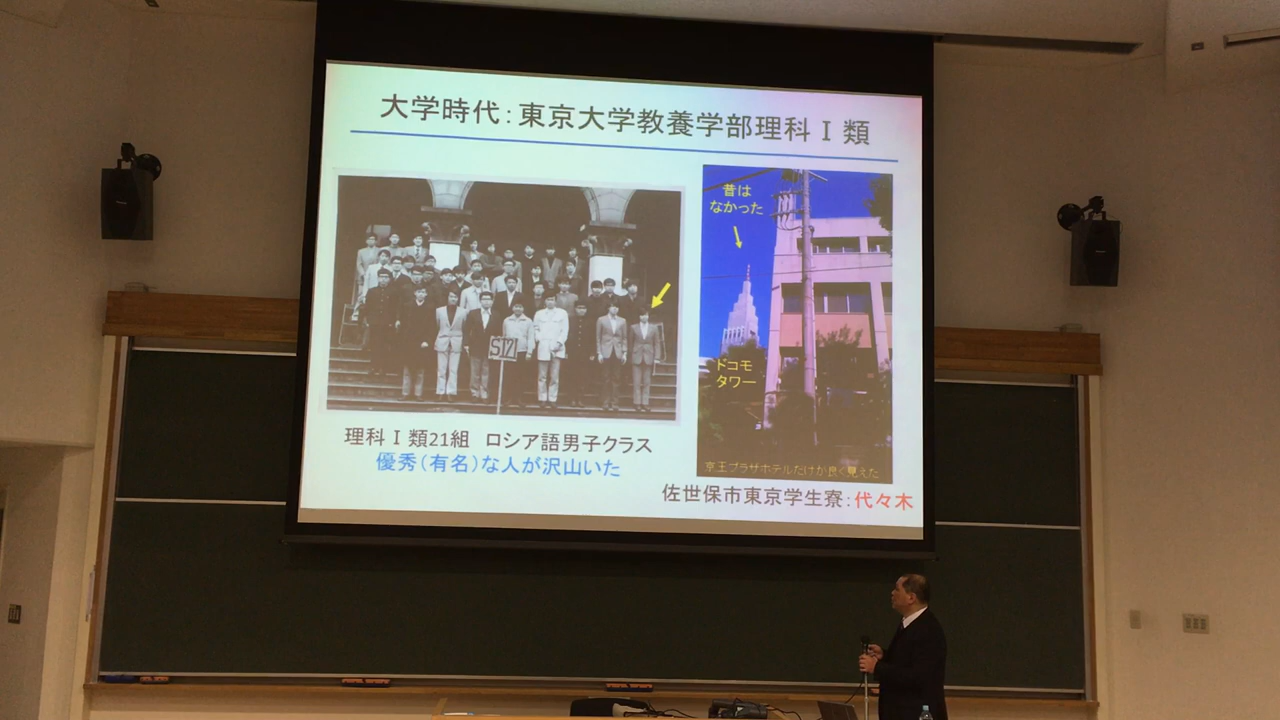 大学時代：東京大学教養学部理科Ⅰ類
S121
理科Ⅰ類21組　ロシア語男子クラス
優秀（有名）な人が沢山いた
昔は
なかった
ドコモ
タワー
京王プラザホテルだけが良く見えた
佐世保市東京学生寮：代々木